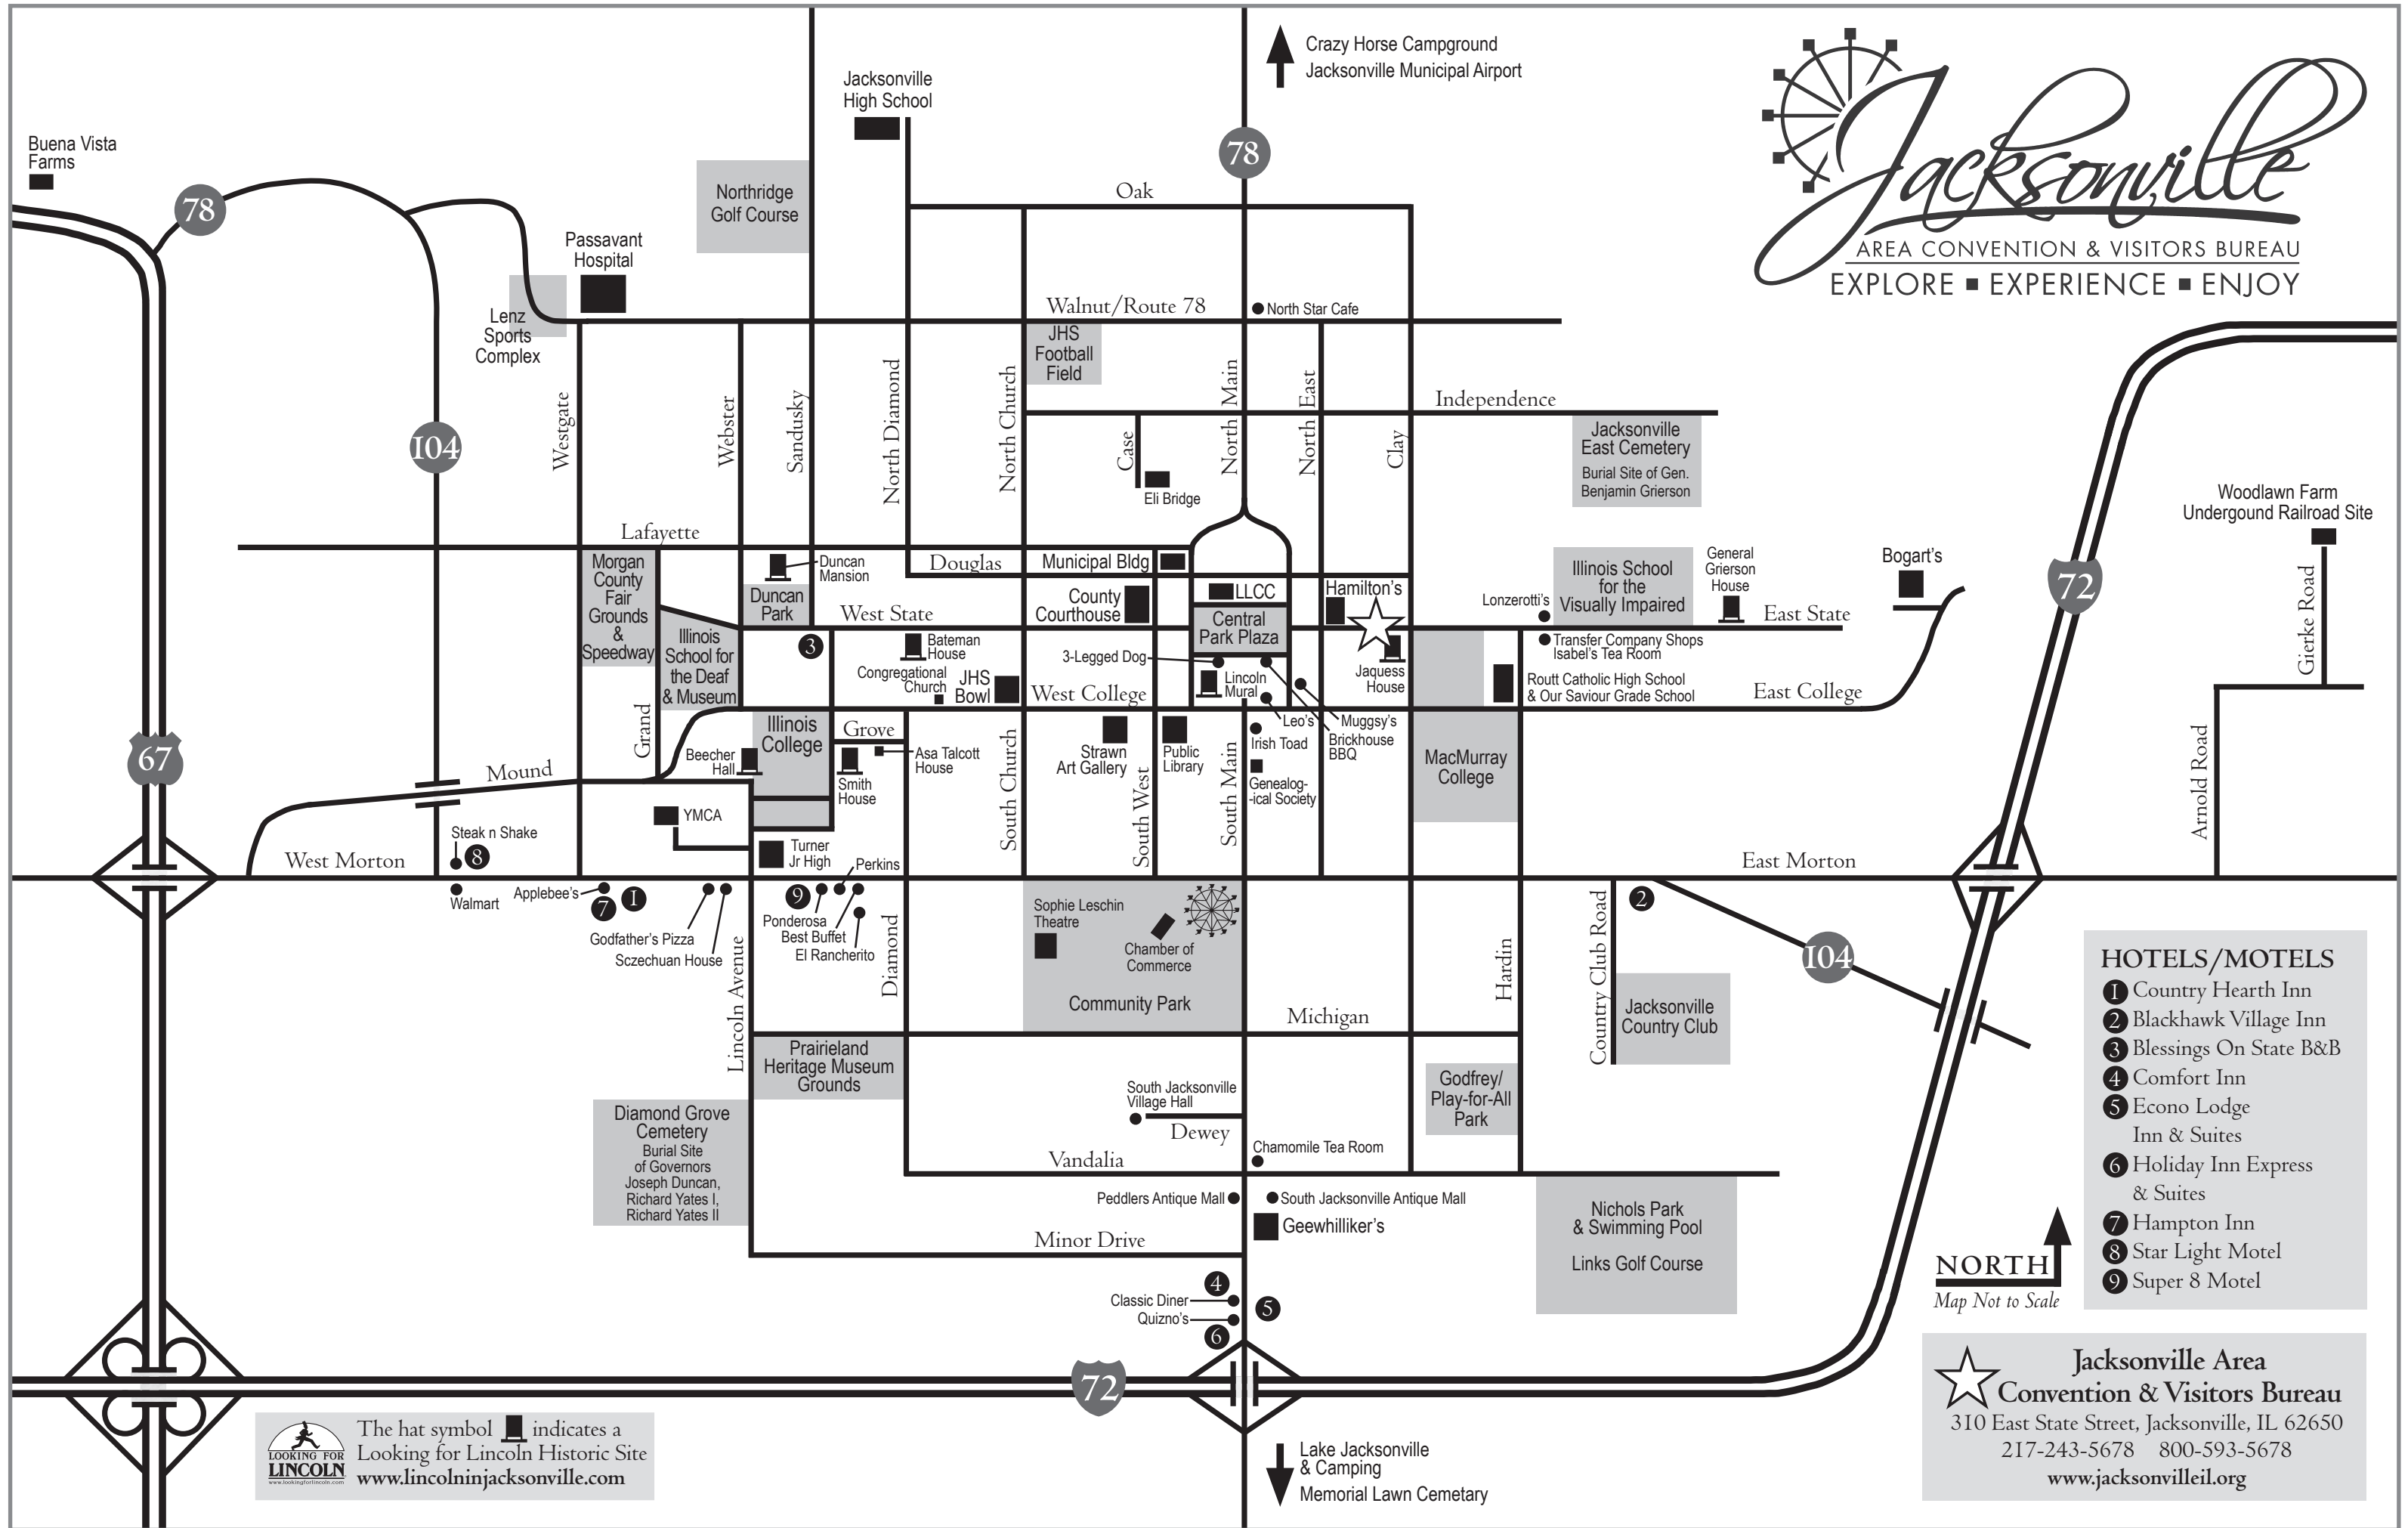 Crazy Horse Campground
Jacksonville Municipal Airport
Jacksonville
AREA CONVENTION & VISITORS BUREAU
EXPLORE ■ EXPERIENCE ■ ENJOY
Jacksonville
High School
Buena Vista
Farms
78
78
Northridge
Golf Course
Oak
Passavant
Hospital
Lenz
Sports
Complex
Walnut/Route 78
North Star Cafe
JHS
Football
Field
104
Westgate
Webster
Sandusky
North Diamond
North Church
Case
North Main
North East
Clay
Independence
Eli Bridge
Jacksonville
East Cemetery
Burial Site of Gen.
Benjamin Grierson
Woodlawn Farm
Undergound Railroad Site
Gierke Road
Arnold Road
72
Lafayette
Douglas
Municipal Bldg
Morgan
County
Fair
Grounds
&
Speedway
Duncan
Mansion
Duncan
Park
West State
County
Courthouse
LLCC
Central
Park Plaza
Hamilton's
Lonzerotti's
Illinois School
for the
Visually Impaired
General
Grierson
House
Bogart's
East State
Illinois
School for
the Deaf
& Museum
3
Bateman
House
Congregational
Church
JHS
Bowl
3-Legged Dog
Lincoln
Mural
Jaquess
House
Transfer Company Shops
Isabel's Tea Room
Routt Catholic High School
& Our Saviour Grade School
West College
East College
Grand
Illinois
College
Grove
Beecher
Hall
Smith
House
Asa Talcott
House
South Church
Strawn
Art Gallery
Public
Library
South West
South Main
Leo's
Irish Toad
Muggsy's
Brickhouse
BBQ
Genealog-
-ical Society
MacMurray
College
67
Mound
YMCA
Turner
Jr High
Steak n Shake
8
West Morton
East Morton
Walmart
Applebee's
7
1
Godfather's Pizza
Sczechuan House
9
Perkins
Ponderosa
Best Buffet
El Rancherito
Lincoln Avenue
Diamond
Sophie Leschin
Theatre
Chamber of
Commerce
Community Park
Hardin
Country Club Road
2
104
Jacksonville
Country Club
Michigan
Prairieland
Heritage Museum
Grounds
Godfrey/
Play-for-All
Park
Diamond Grove
Cemetery
Burial Site
of Governors
Joseph Duncan,
Richard Yates I,
Richard Yates II
South Jacksonville
Village Hall
Dewey
Chamomile Tea Room
Vandalia
Peddlers Antique Mall
South Jacksonville Antique Mall
Geewhilliker's
Nichols Park
& Swimming Pool
Links Golf Course
Minor Drive
4
Classic Diner
Quizno's
5
6
72
Lake Jacksonville
& Camping
Memorial Lawn Cemetary
NORTH
Map Not to Scale
HOTELS/MOTELS
1 Country Hearth Inn
2 Blackhawk Village Inn
3 Blessings On State B&B
4 Comfort Inn
5 Econo Lodge
Inn & Suites
6 Holiday Inn Express
& Suites
7 Hampton Inn
8 Star Light Motel
9 Super 8 Motel
Jacksonville Area
Convention & Visitors Bureau
310 East State Street, Jacksonville, IL 62650
217-243-5678 800-593-5678
www.jacksonvilleil.org
LOOKING FOR
LINCOLN
www.lookingforlincoln.com
The hat symbol indicates a
Looking for Lincoln Historic Site
www.lincolninjacksonville.com